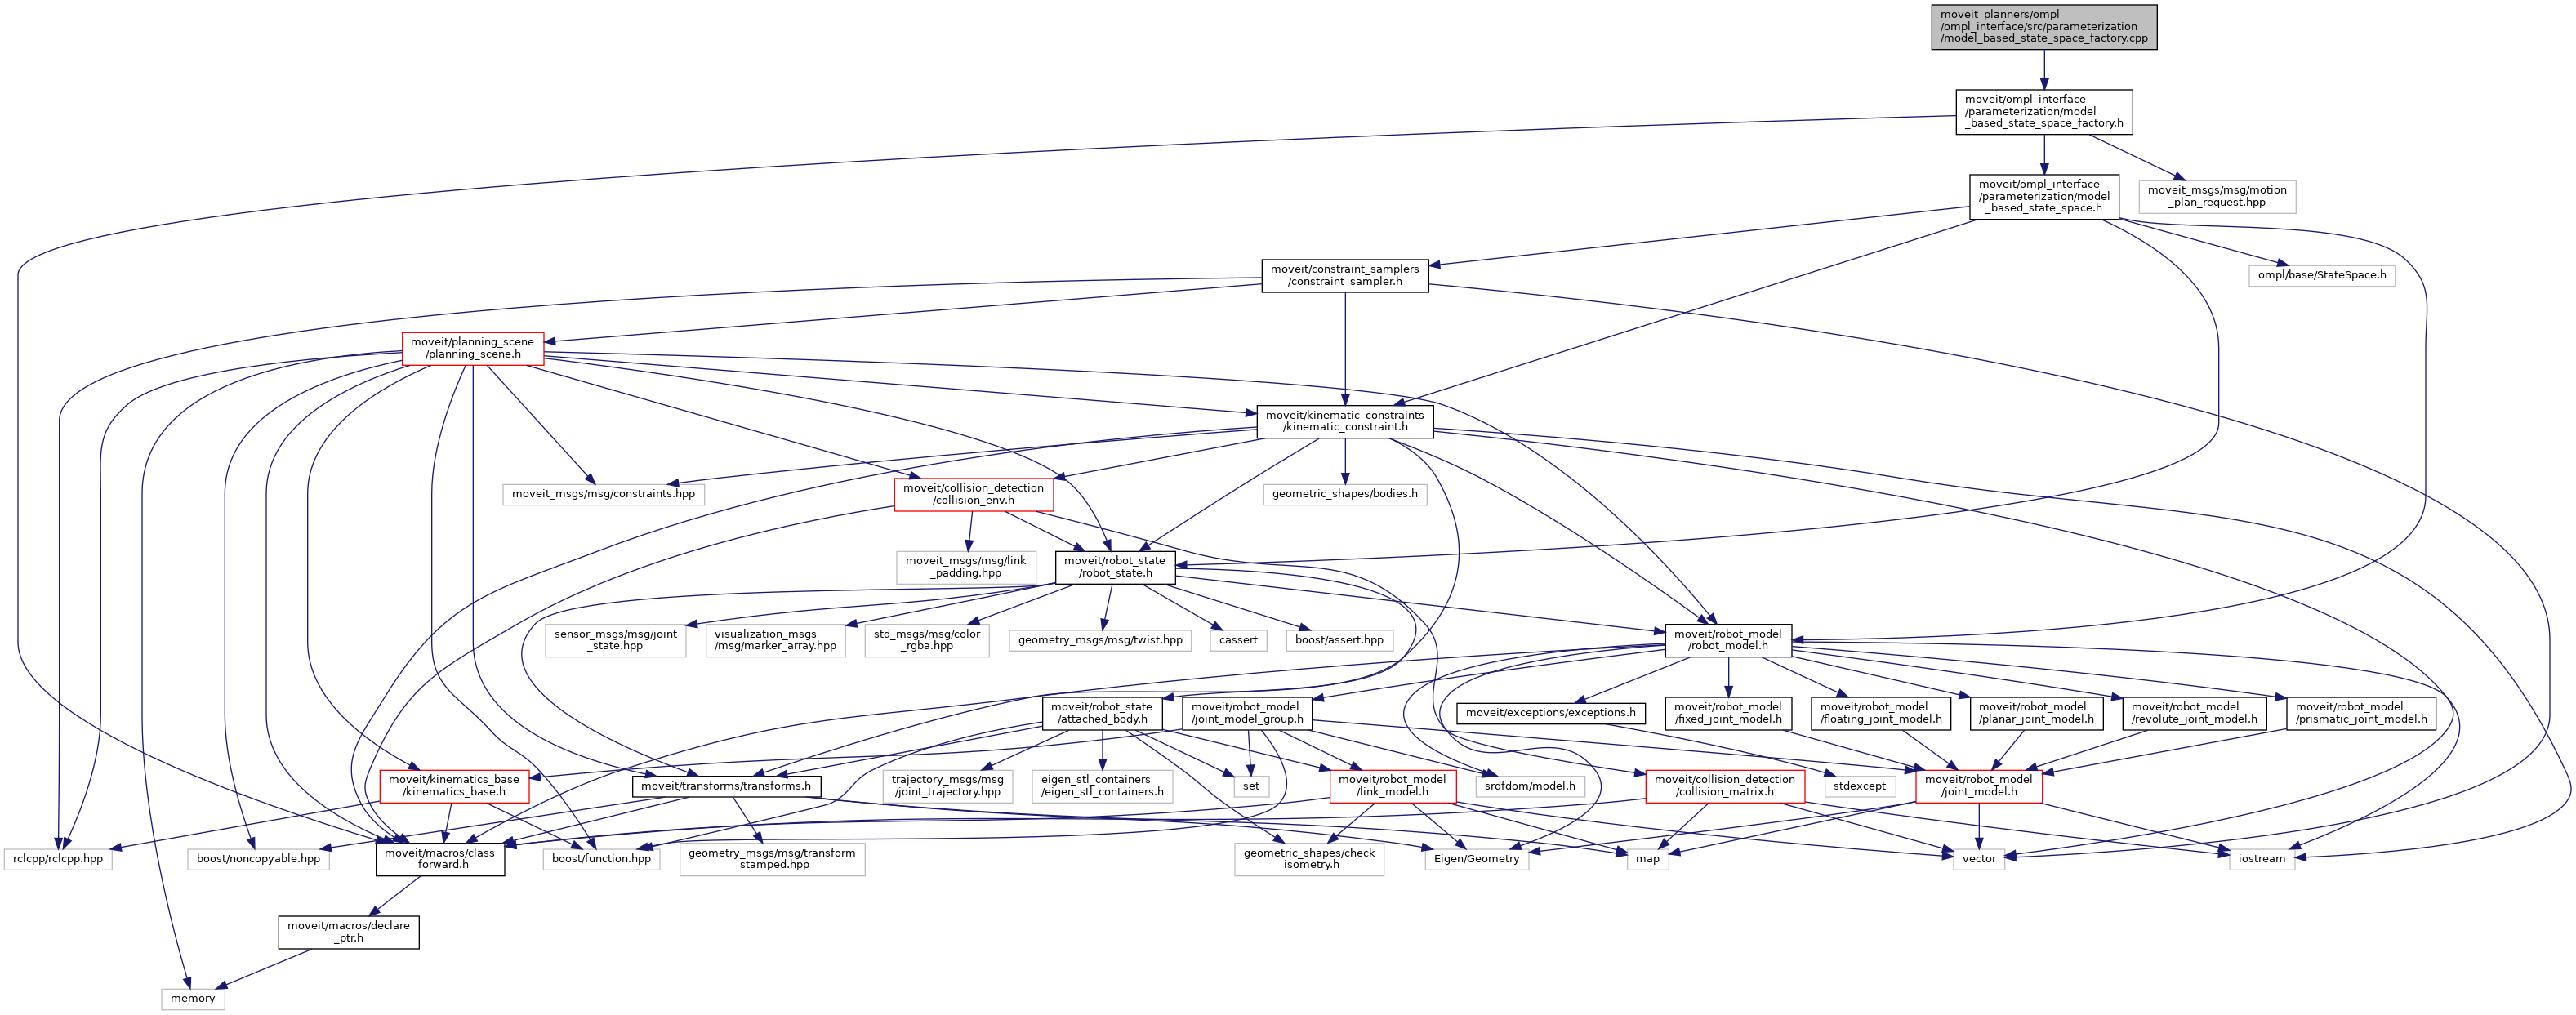 moveit_planners/ompl
/ompl_interface/src/parameterization
/model_based_state_space_factory.cpp
moveit/ompl_interface
/parameterization/model
_based_state_space_factory.h
moveit/ompl_interface
/parameterization/model
_based_state_space.h
moveit_msgs/msg/motion
_plan_request.hpp
moveit/constraint_samplers
/constraint_sampler.h
ompl/base/StateSpace.h
moveit/planning_scene
/planning_scene.h
moveit/kinematic_constraints
/kinematic_constraint.h
moveit_msgs/msg/constraints.hpp
moveit/collision_detection
/collision_env.h
geometric_shapes/bodies.h
moveit_msgs/msg/link
_padding.hpp
moveit/robot_state
/robot_state.h
sensor_msgs/msg/joint
_state.hpp
visualization_msgs
/msg/marker_array.hpp
std_msgs/msg/color
_rgba.hpp
geometry_msgs/msg/twist.hpp
cassert
boost/assert.hpp
moveit/robot_model
/robot_model.h
moveit/robot_state
/attached_body.h
moveit/robot_model
/joint_model_group.h
moveit/exceptions/exceptions.h
moveit/robot_model
/fixed_joint_model.h
moveit/robot_model
/floating_joint_model.h
moveit/robot_model
/planar_joint_model.h
moveit/robot_model
/revolute_joint_model.h
moveit/robot_model
/prismatic_joint_model.h
moveit/kinematics_base
/kinematics_base.h
moveit/transforms/transforms.h
trajectory_msgs/msg
/joint_trajectory.hpp
eigen_stl_containers
/eigen_stl_containers.h
set
moveit/robot_model
/link_model.h
srdfdom/model.h
moveit/collision_detection
/collision_matrix.h
stdexcept
moveit/robot_model
/joint_model.h
rclcpp/rclcpp.hpp
boost/noncopyable.hpp
moveit/macros/class
_forward.h
boost/function.hpp
geometry_msgs/msg/transform
_stamped.hpp
geometric_shapes/check
_isometry.h
Eigen/Geometry
map
vector
iostream
moveit/macros/declare
_ptr.h
memory